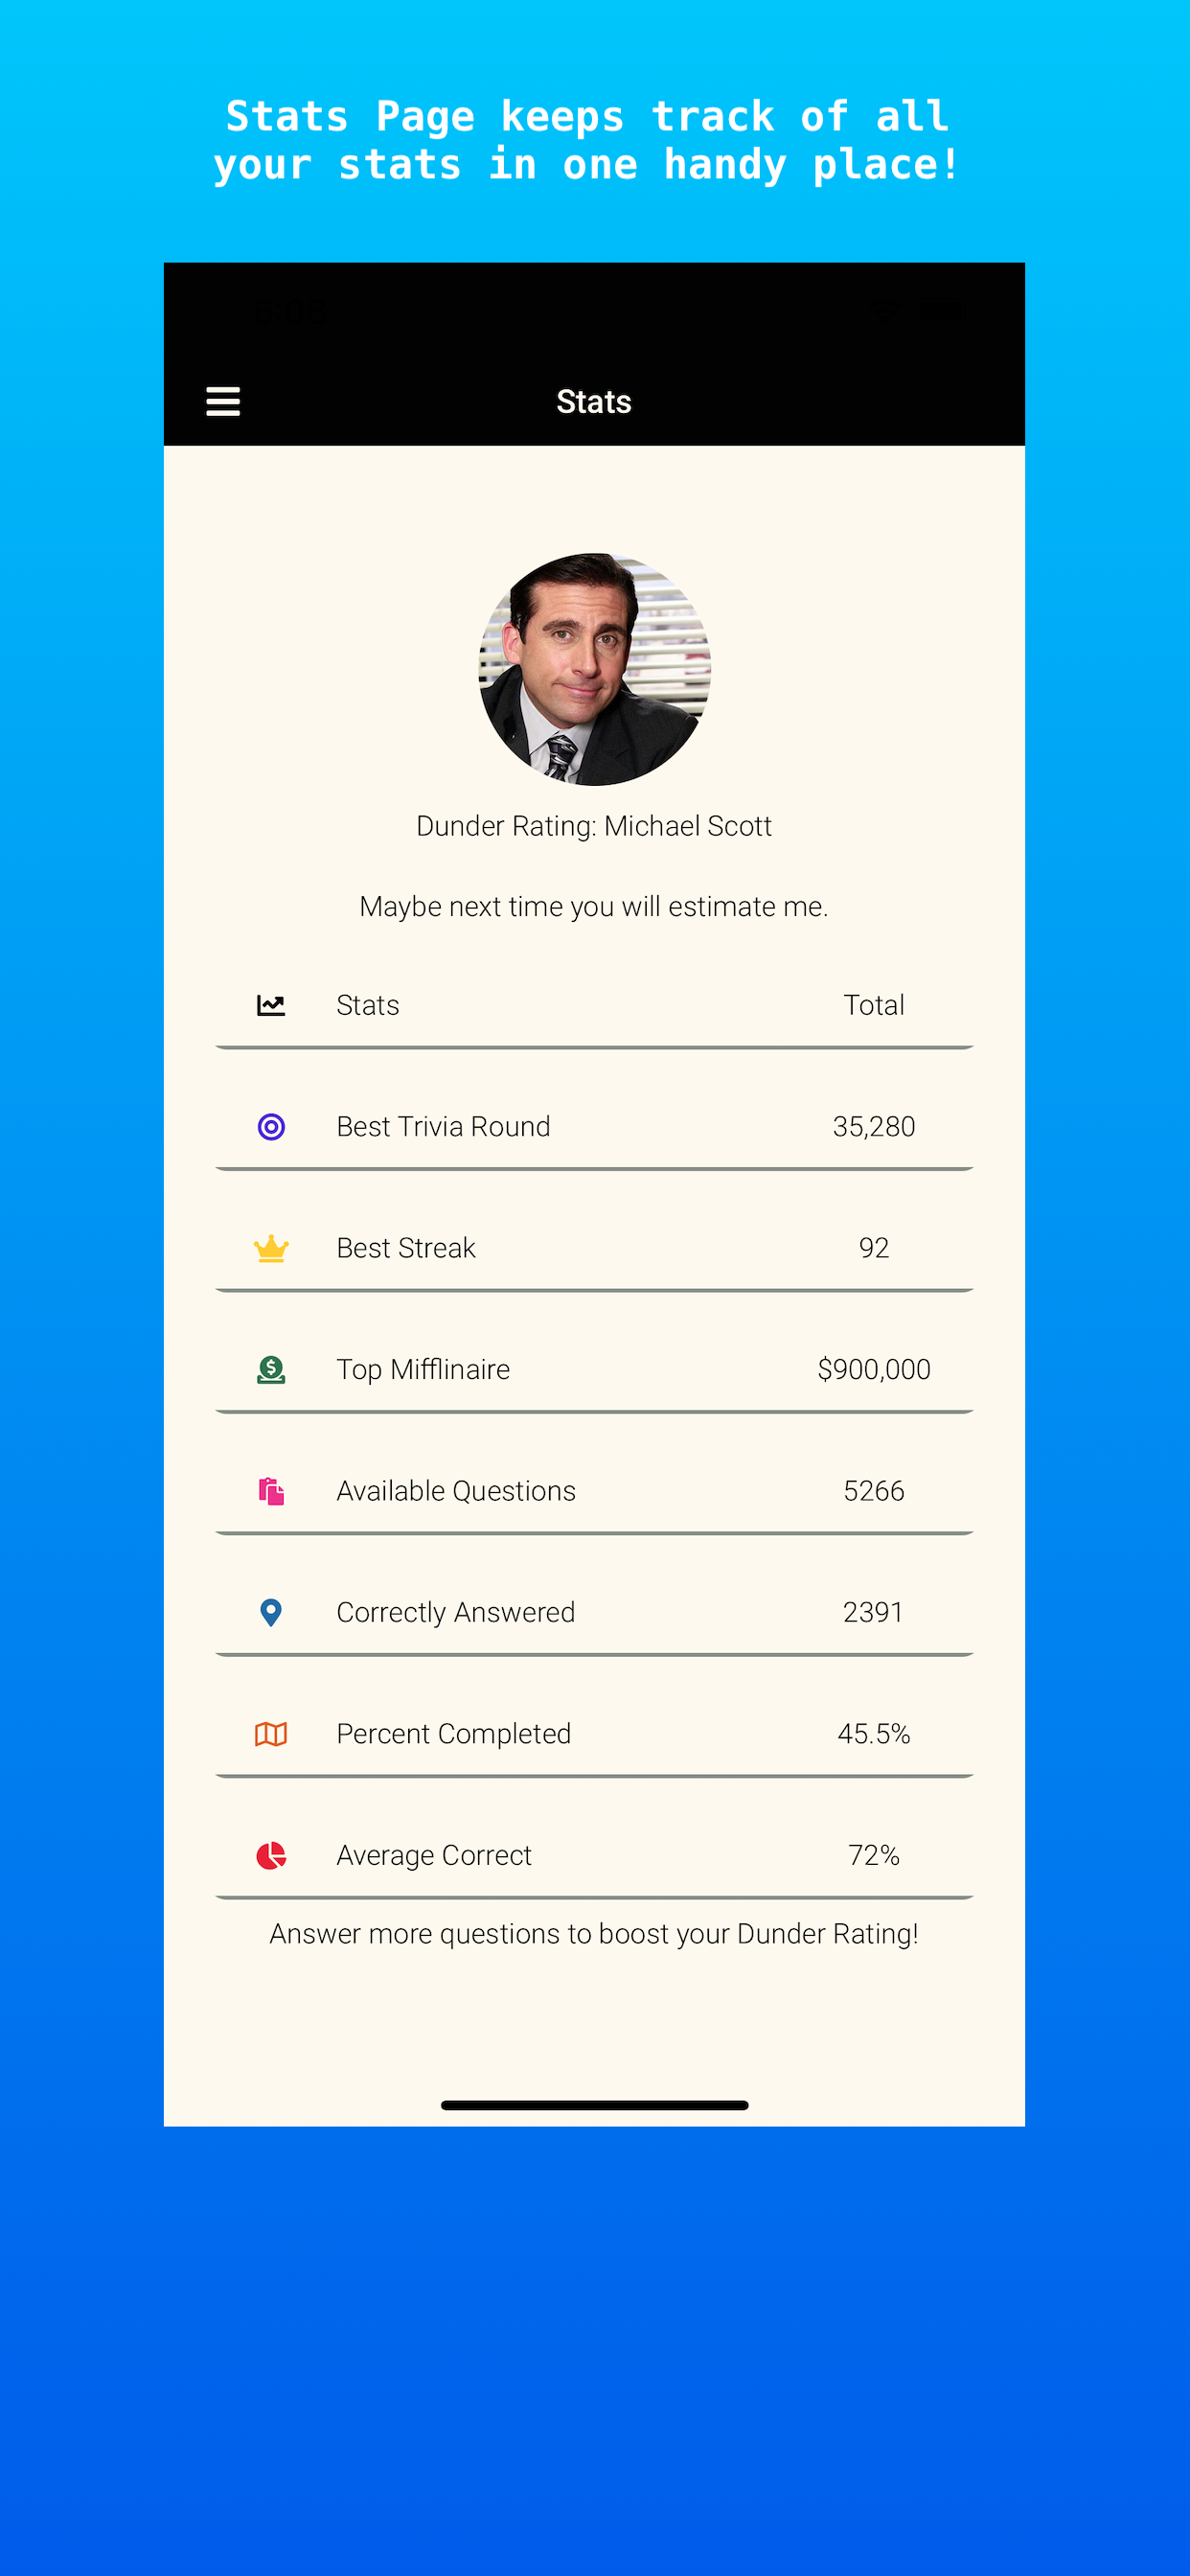 Stats Page keeps track of all
your stats in one handy place!
Stats
Dunder Rating: Michael Scott
Maybe next time you will estimate me.
Stats Total
Best Trivia Round 35,280
Best Streak 92
Top Mifflinaire $900,000
Available Questions 5266
Correctly Answered 2391
Percent Completed 45.5%
Average Correct 72%
Answer more questions to boost your Dunder Rating!